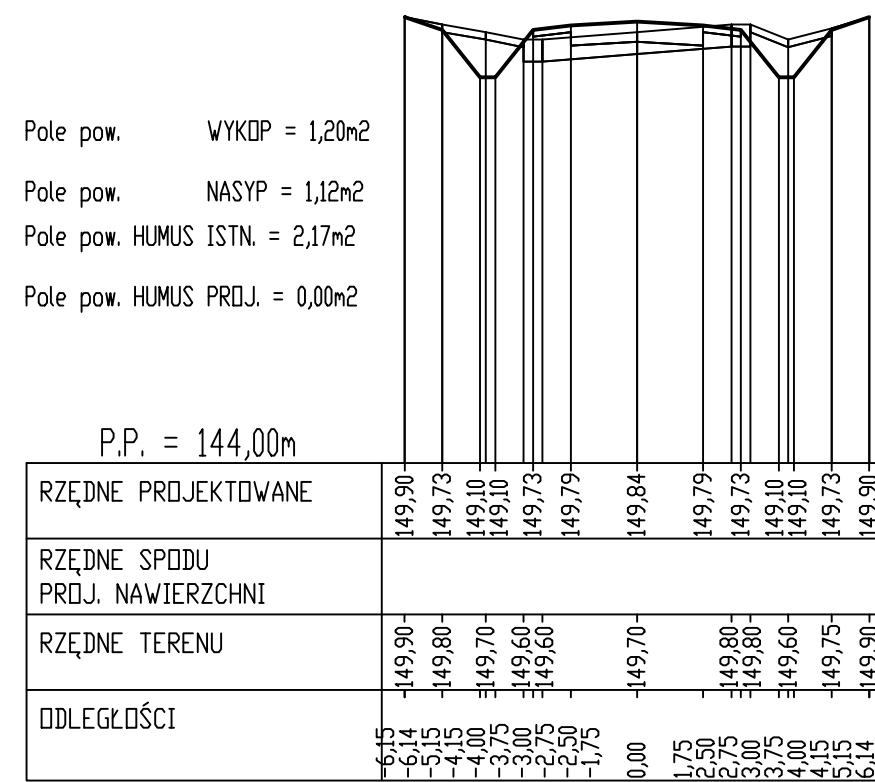 Pole pow. WYKOP = 1,20m2
Pole pow. NASYP = 1,12m2
Pole pow. HUMUS ISTN. = 2,17m2
Pole pow. HUMUS PROJ. = 0,00m2
P.P. = 144,00m
RZĘDNE PROJEKTOWANE 149,90 149,73 149,10 149,10 149,73 149,79 149,84 149,79 149,73 149,10 149,10 149,73 149,90
RZĘDNE SPODU
PROJ. NAWIERZCHNI
RZĘDNE TERENU 149,90 149,80 149,70 149,60 149,60 149,70 149,80 149,80 149,60 149,75 149,90
ODLEGŁOŚCI -6,15 -6,14 -5,15 -4,15 -4,00 -3,75 -3,00 -2,75 -2,50 -1,75 0,00 1,75 2,50 2,75 3,00 3,75 4,00 4,15 5,15 6,14